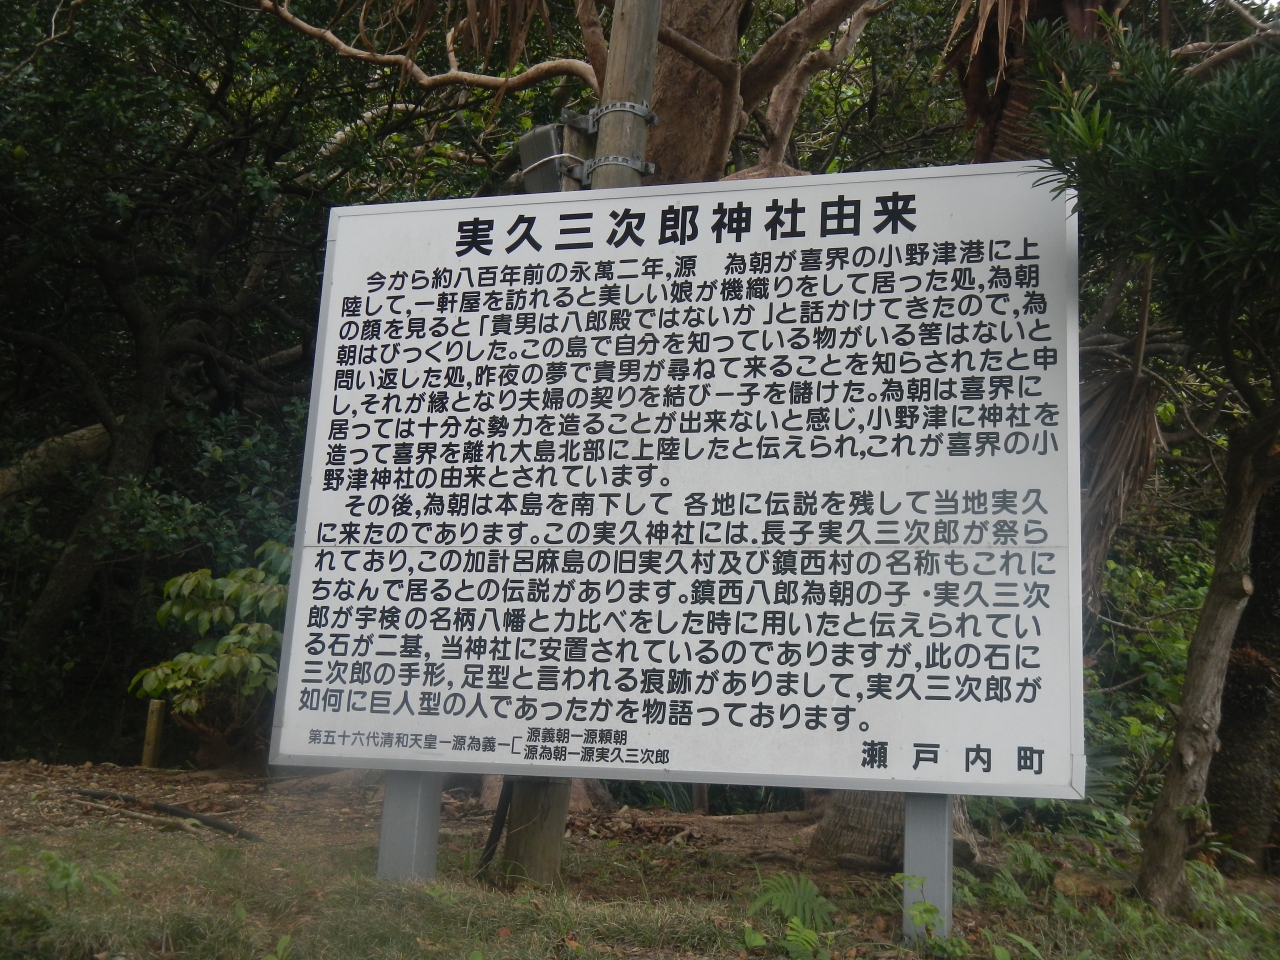 実久三次郎神社由来
今から約八百年前の永萬二年,源　為朝が喜界の小野津港に上
陸して,一軒屋を訪れると美しい娘が機織りをして居った処,為朝
の顔を見ると「貴男は八郎殿ではないか」と話かけてきたので,為
朝はびっくりした。この島で自分を知っている物がいる筈はないと
問い返した処,昨夜の夢で貴男が尋ねて来ることを知らされたと申
し,それが縁となり夫婦の契りを結び一子を儲けた。為朝は喜界に
居っては十分な勢力を造ることが出来ないと感じ,小野津に神社を
造って喜界を離れ大島北部に上陸したと伝えられ,これが喜界の小
野津神社の由来とされています。
その後,為朝は本島を南下して 各地に伝説を残して当地実久
に来たのであります。この実久神社には.長子実久三次郎が祭ら
れており,この加計呂麻島の旧実久村及び鎮西村の名称もこれに
ちなんで居るとの伝説があります。鎮西八郎為朝の子・実久三次
郎が宇検の名柄八幡と力比べをした時に用いたと伝えられてい
る石が二基, 当神社に安置されているのでありますが,此の石に
三次郎の手形, 足型と言われる痕跡がありまして,実久三次郎が
如何に巨人型の人であったかを物語っております。
第五十六代清和天皇ー源為義ー[源義朝ー源頼朝
源為朝ー源実久三次郎
瀬戸内町